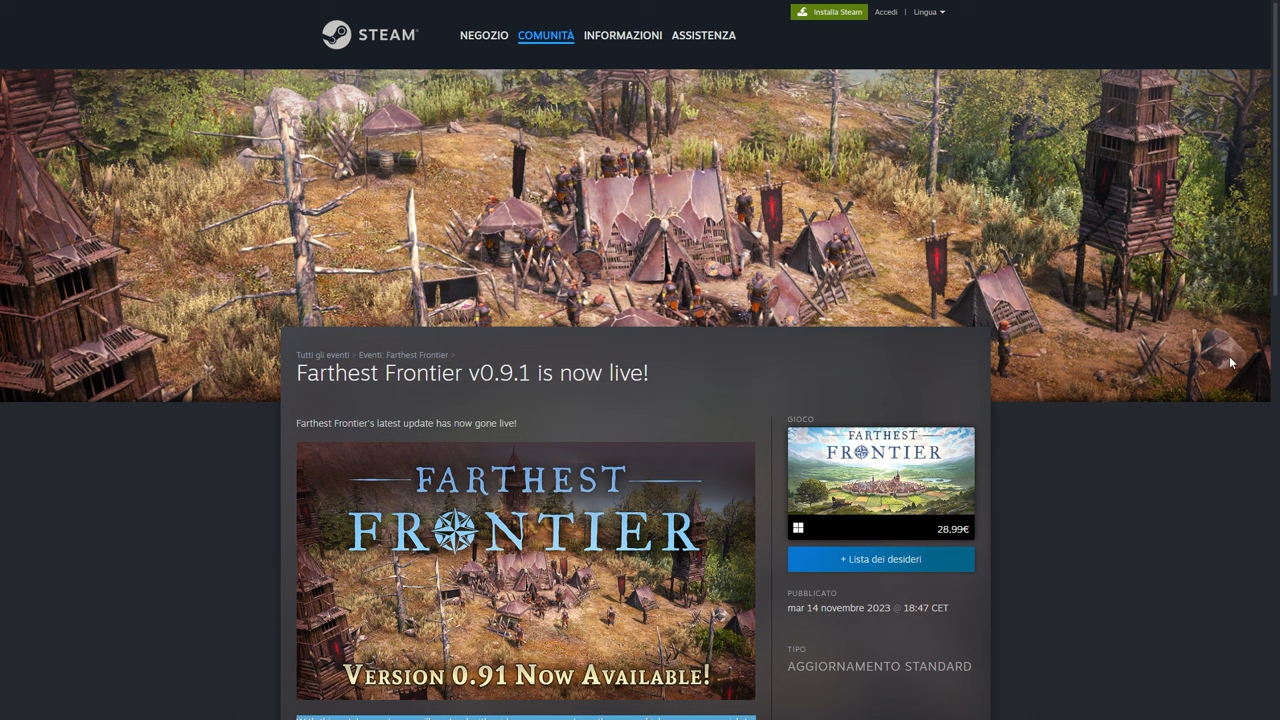 Installa Steam
Accedi | Lingua
STEAM®
NEGOZIO COMUNITÀ INFORMAZIONI ASSISTENZA
Tutti gli eventi > Eventi: Farthest Frontier >
Farthest Frontier v0.9.1 is now live!
Farthest Frontier's latest update has now gone live!
FARTHEST
FRONTIER
VERSION 0.91 NOW AVAILABLE!
GIOCO
FARTHEST
FRONTIER
28,99€
+ Lista dei desideri
PUBBLICATO
mar 14 novembre 2023 @ 18:47 CET
TIPO
AGGIORNAMENTO STANDARD